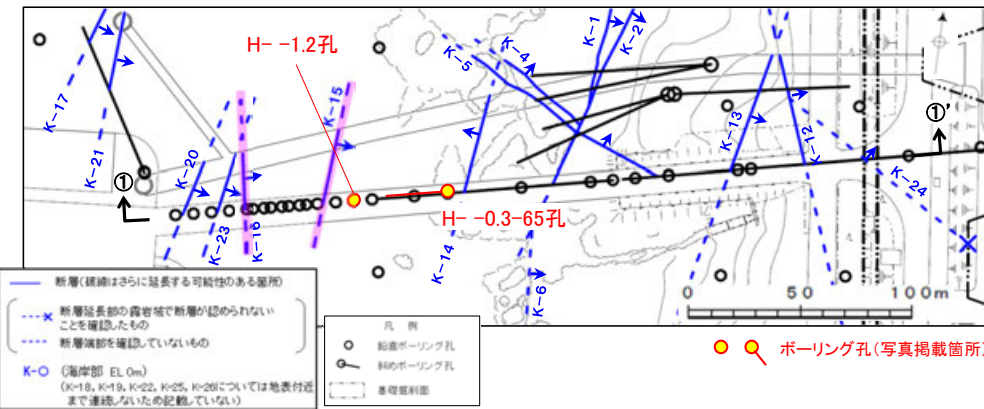 H- -1.2孔
K-1
K-2
K-4
K-5
K-17
K-15
K-13
K-12
①'
K-21
K-20
①
K-24
H- -0.3-65孔
K-23
K-16
K-14
K-6
0 50 100m
断層(破線はさらに延長する可能性のある箇所)
断層延長部の露岩域で断層が認められない
ことを確認したもの
断層端部を確認していないもの
K-○ (海岸部 EL 0m)
(K-18, K-19, K-22, K-25, K-26については地表付近
まで連続しないため記載していない)
凡 例
鉛直ボーリング孔
斜めボーリング孔
基礎掘削面
ボーリング孔(写真掲載箇所)